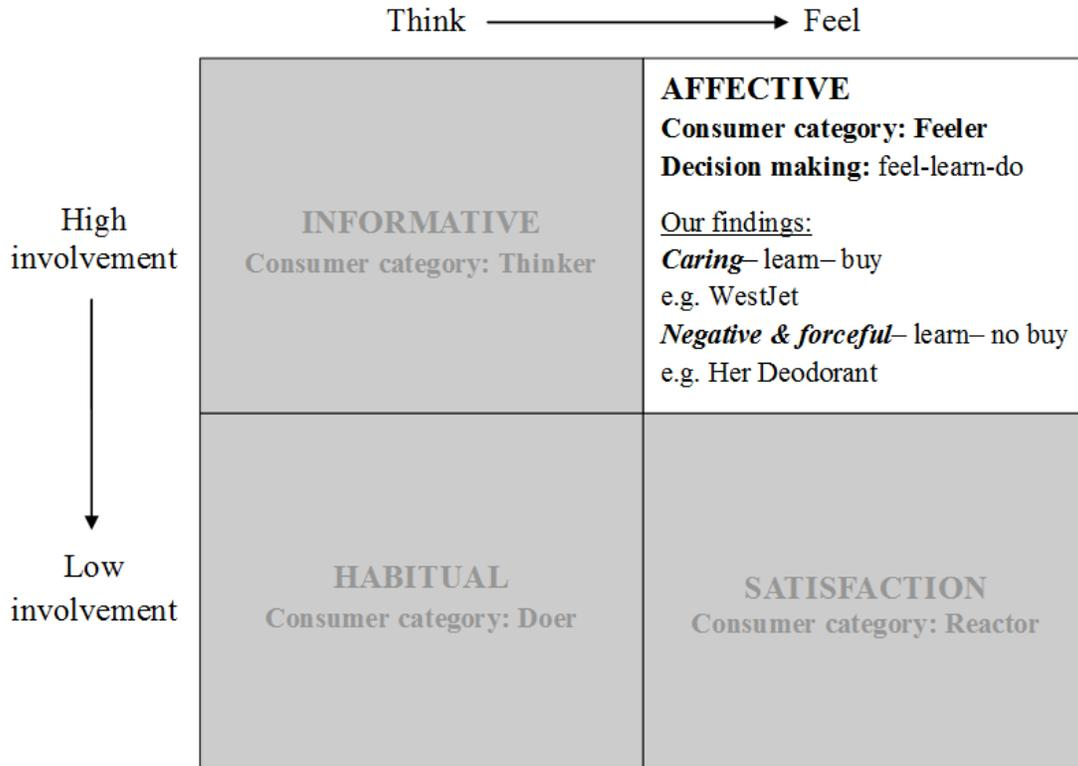 Think Feel
High
involvement
Low
involvement
INFORMATIVE
Consumer category: Thinker
AFFECTIVE
Consumer category: Feeler
Decision making: feel-learn-do
Our findings:
Caring– learn– buy
e.g. WestJet
Negative & forceful– learn– no buy
e.g. Her Deodorant
HABITUAL
Consumer category: Doer
SATISFACTION
Consumer category: Reactor